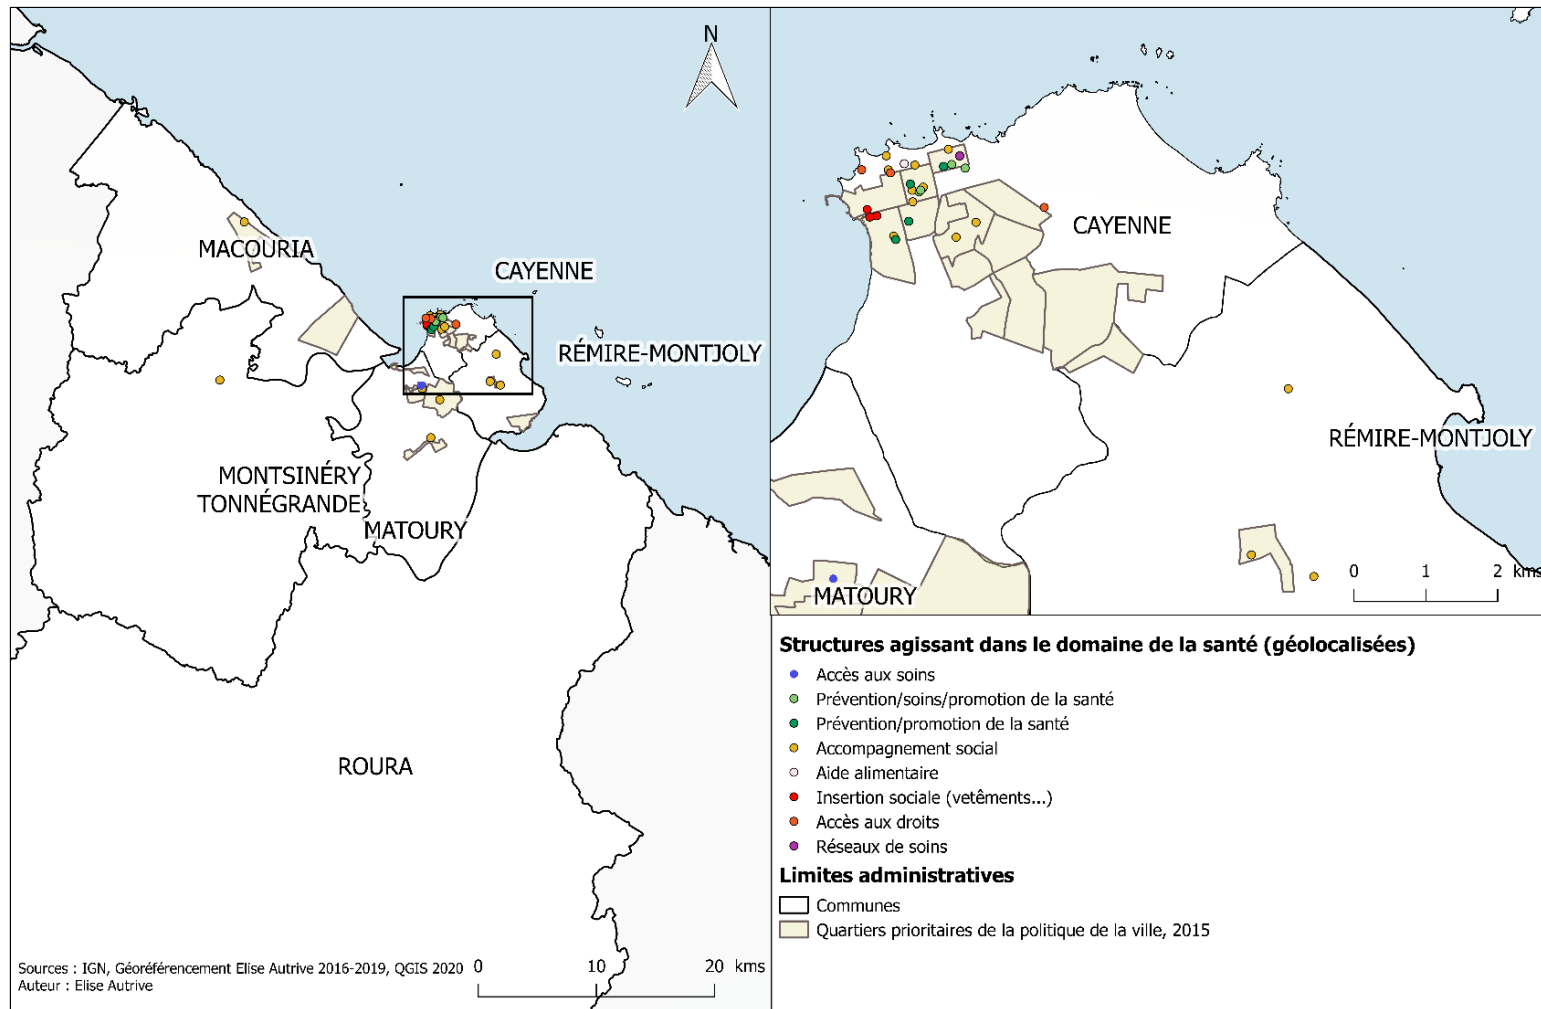 N
MACOURIA
CAYENNE
RÉMIRE-MONTJOLY
MONTSINÉRY
TONNÉGRANDE
MATOURY
ROURA
Sources : IGN, Géoréférencement Elise Autrive 2016-2019, QGIS 2020
Auteur : Elise Autrive
0 10 20 kms
CAYENNE
RÉMIRE-MONTJOLY
MATOURY
0 1 2 kms
Structures agissant dans le domaine de la santé (géolocalisées)
Accès aux soins
Prévention/soins/promotion de la santé
Prévention/promotion de la santé
Accompagnement social
Aide alimentaire
Insertion sociale (vetêments...)
Accès aux droits
Réseaux de soins
Limites administratives
Communes
Quartiers prioritaires de la politique de la ville, 2015